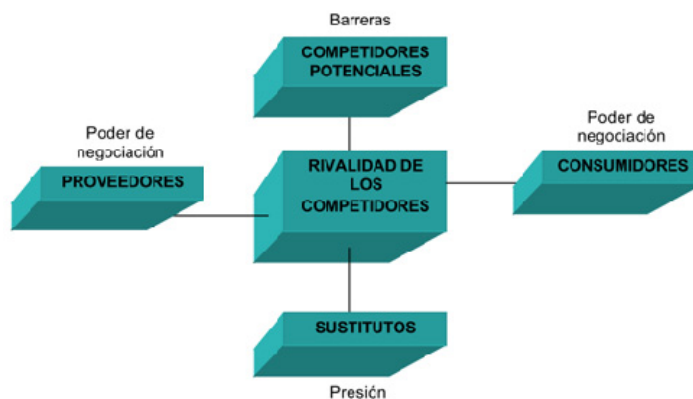 Barreras
COMPETIDORES
POTENCIALES
Poder de
negociación
PROVEEDORES
RIVALIDAD DE
LOS
COMPETIDORES
Poder de
negociación
CONSUMIDORES
SUSTITUTOS
Presión